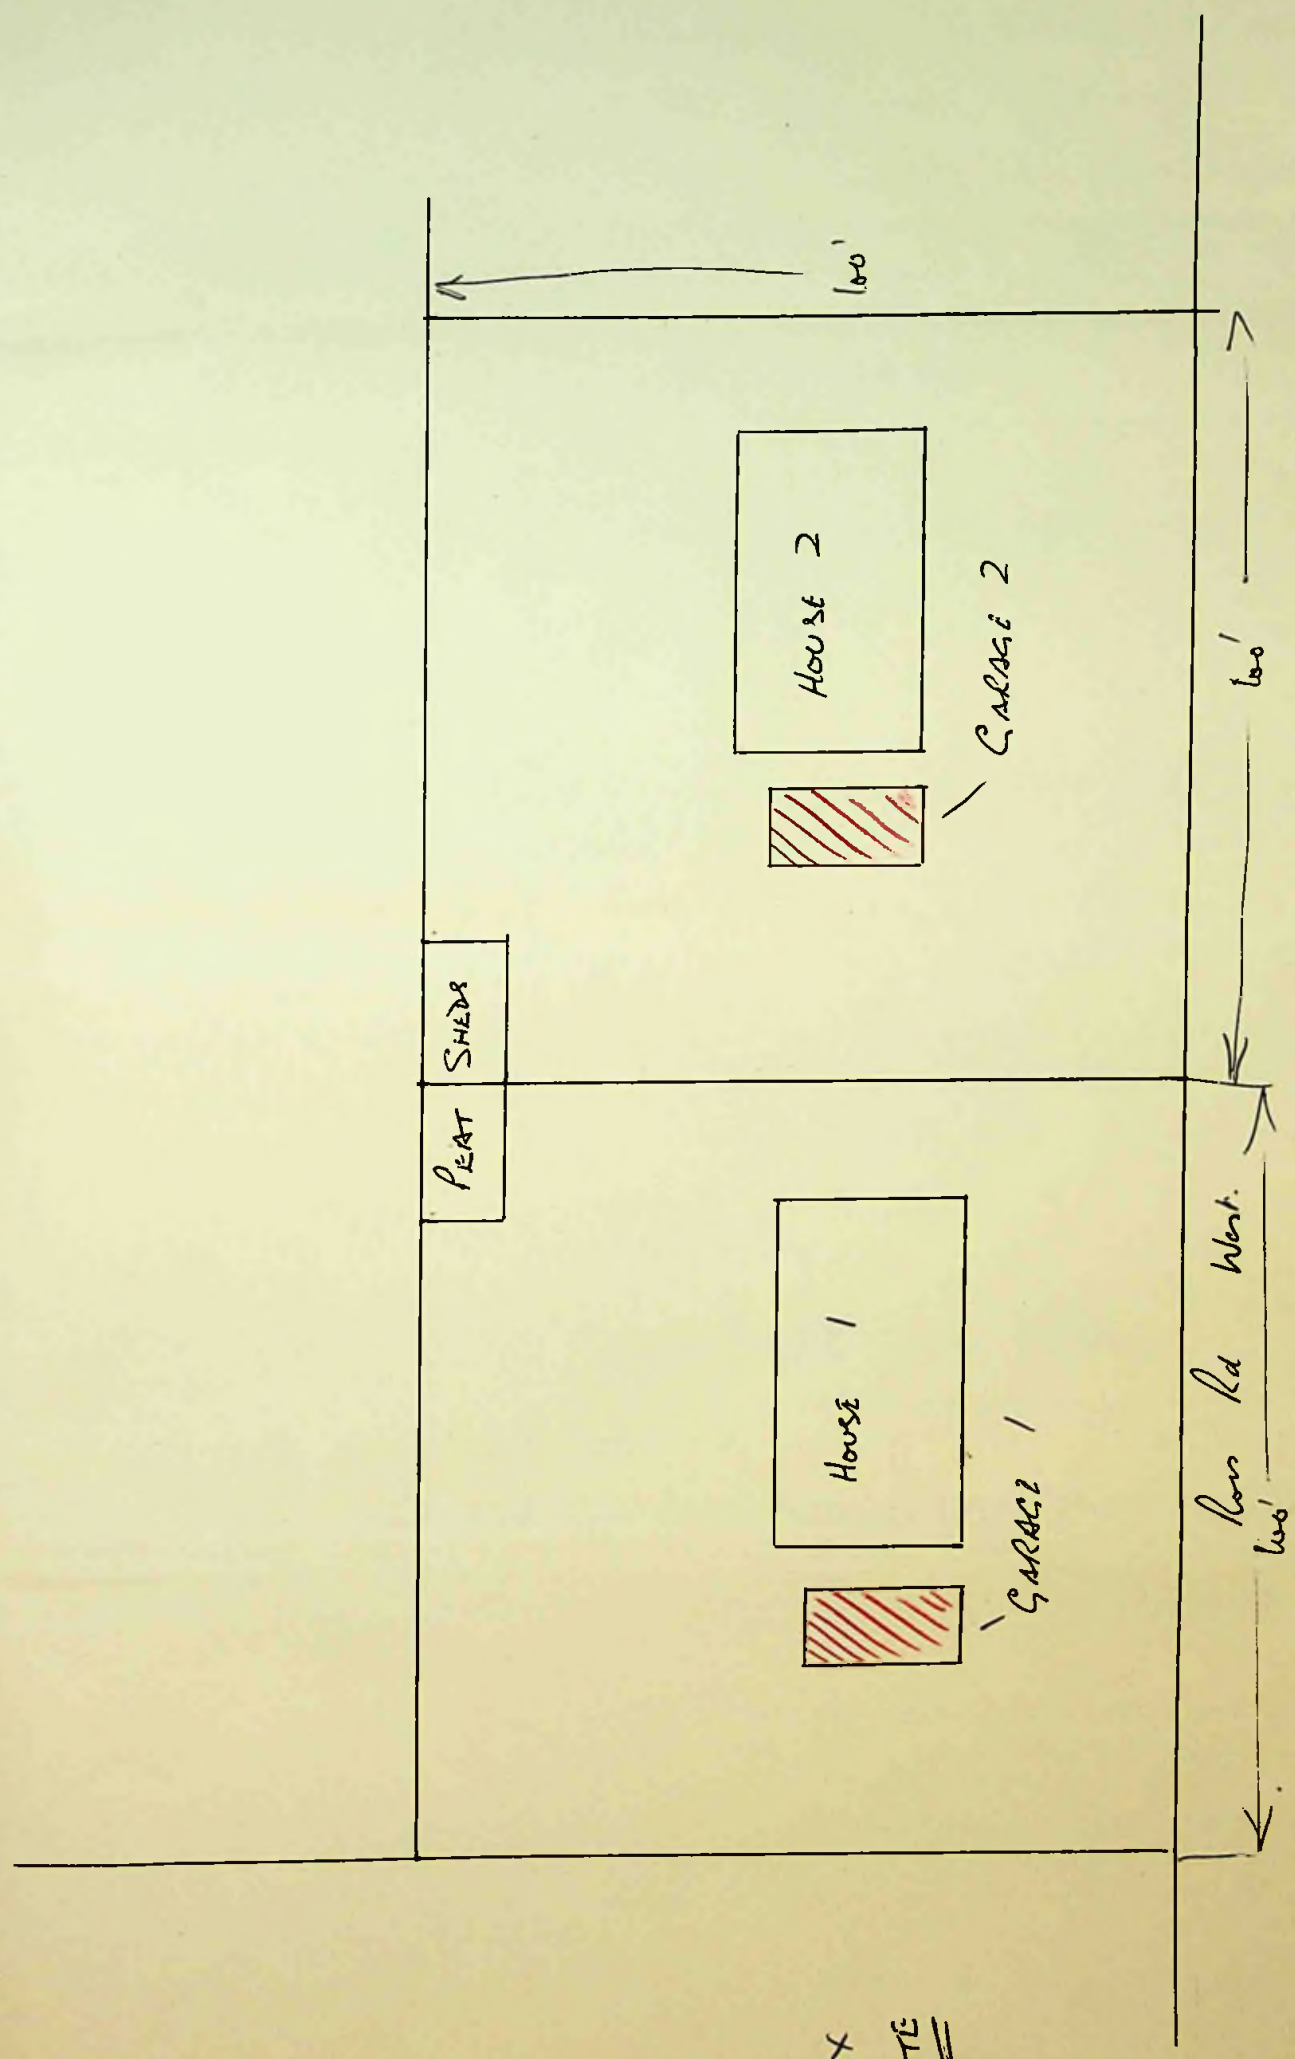 100'
PEAT SHEDS
HOUSE 1
HOUSE 2
GARAGE 1
GARAGE 2
Ross Rd West.
100'
100'